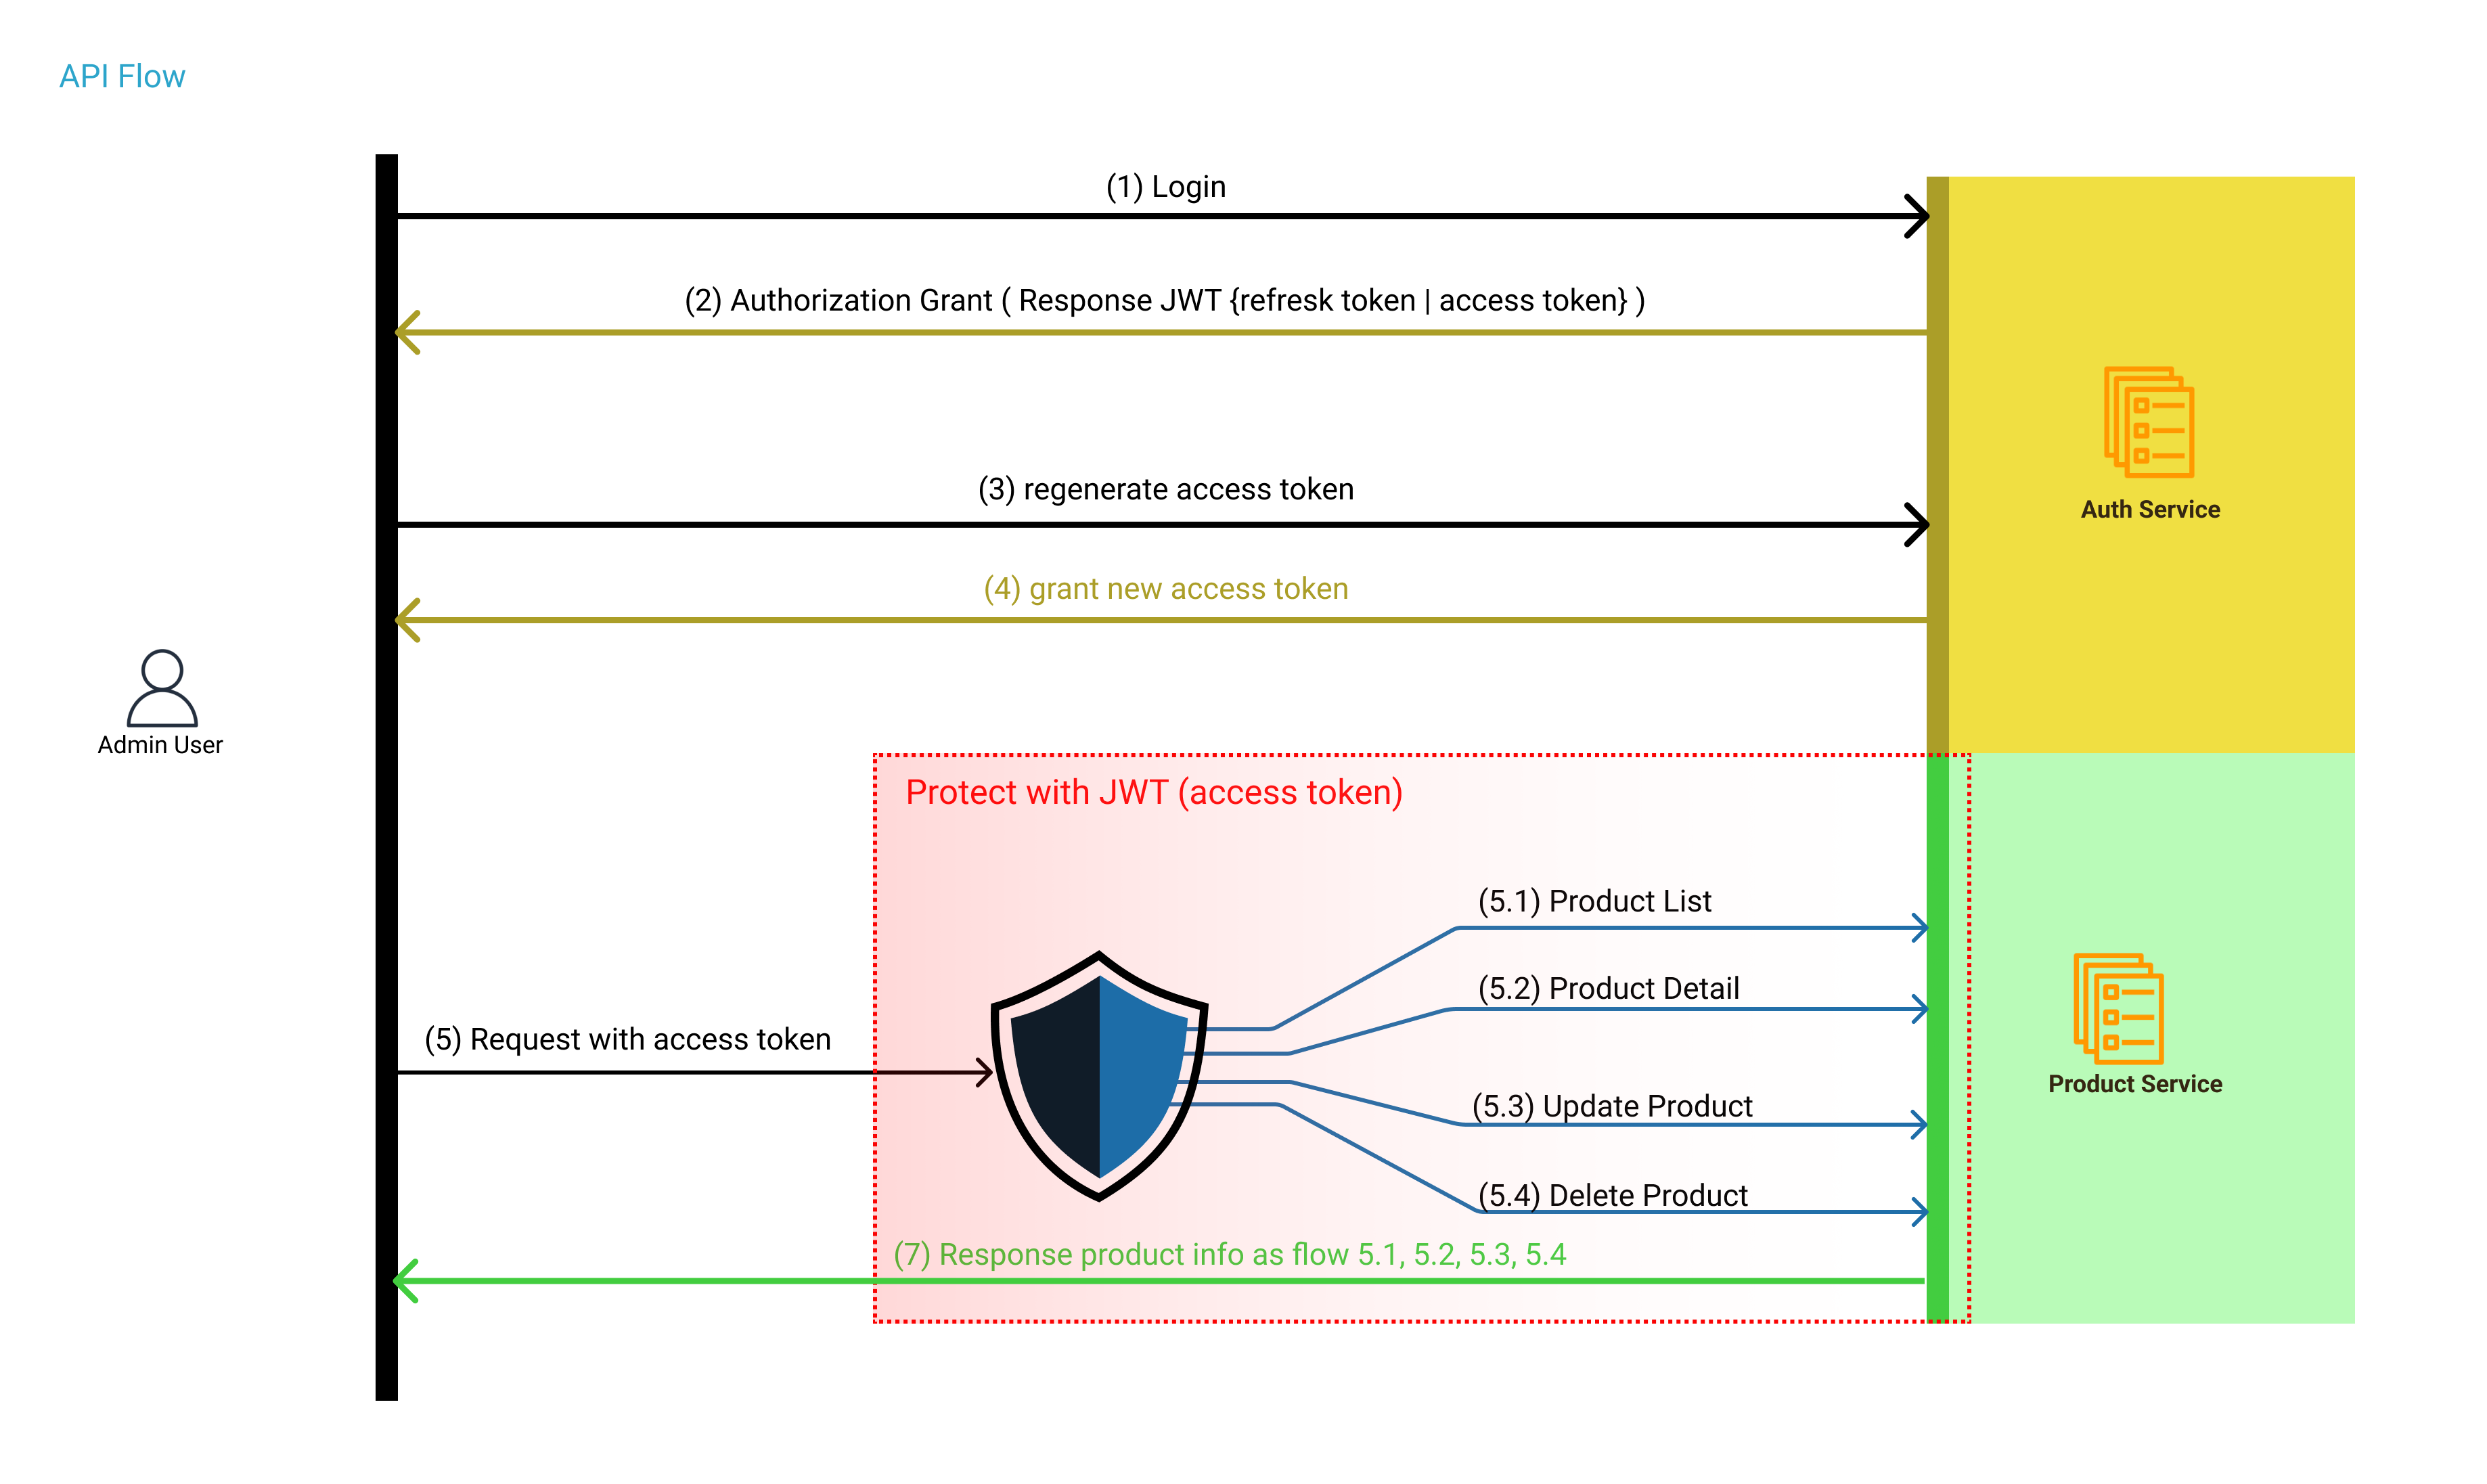 API Flow
(1) Login
(2) Authorization Grant ( Response JWT {refresk token | access token} )
(3) regenerate access token
Auth Service
(4) grant new access token
Admin User
Protect with JWT (access token)
(5.1) Product List
(5.2) Product Detail
(5) Request with access token
Product Service
(5.3) Update Product
(5.4) Delete Product
(7) Response product info as flow 5.1, 5.2, 5.3, 5.4